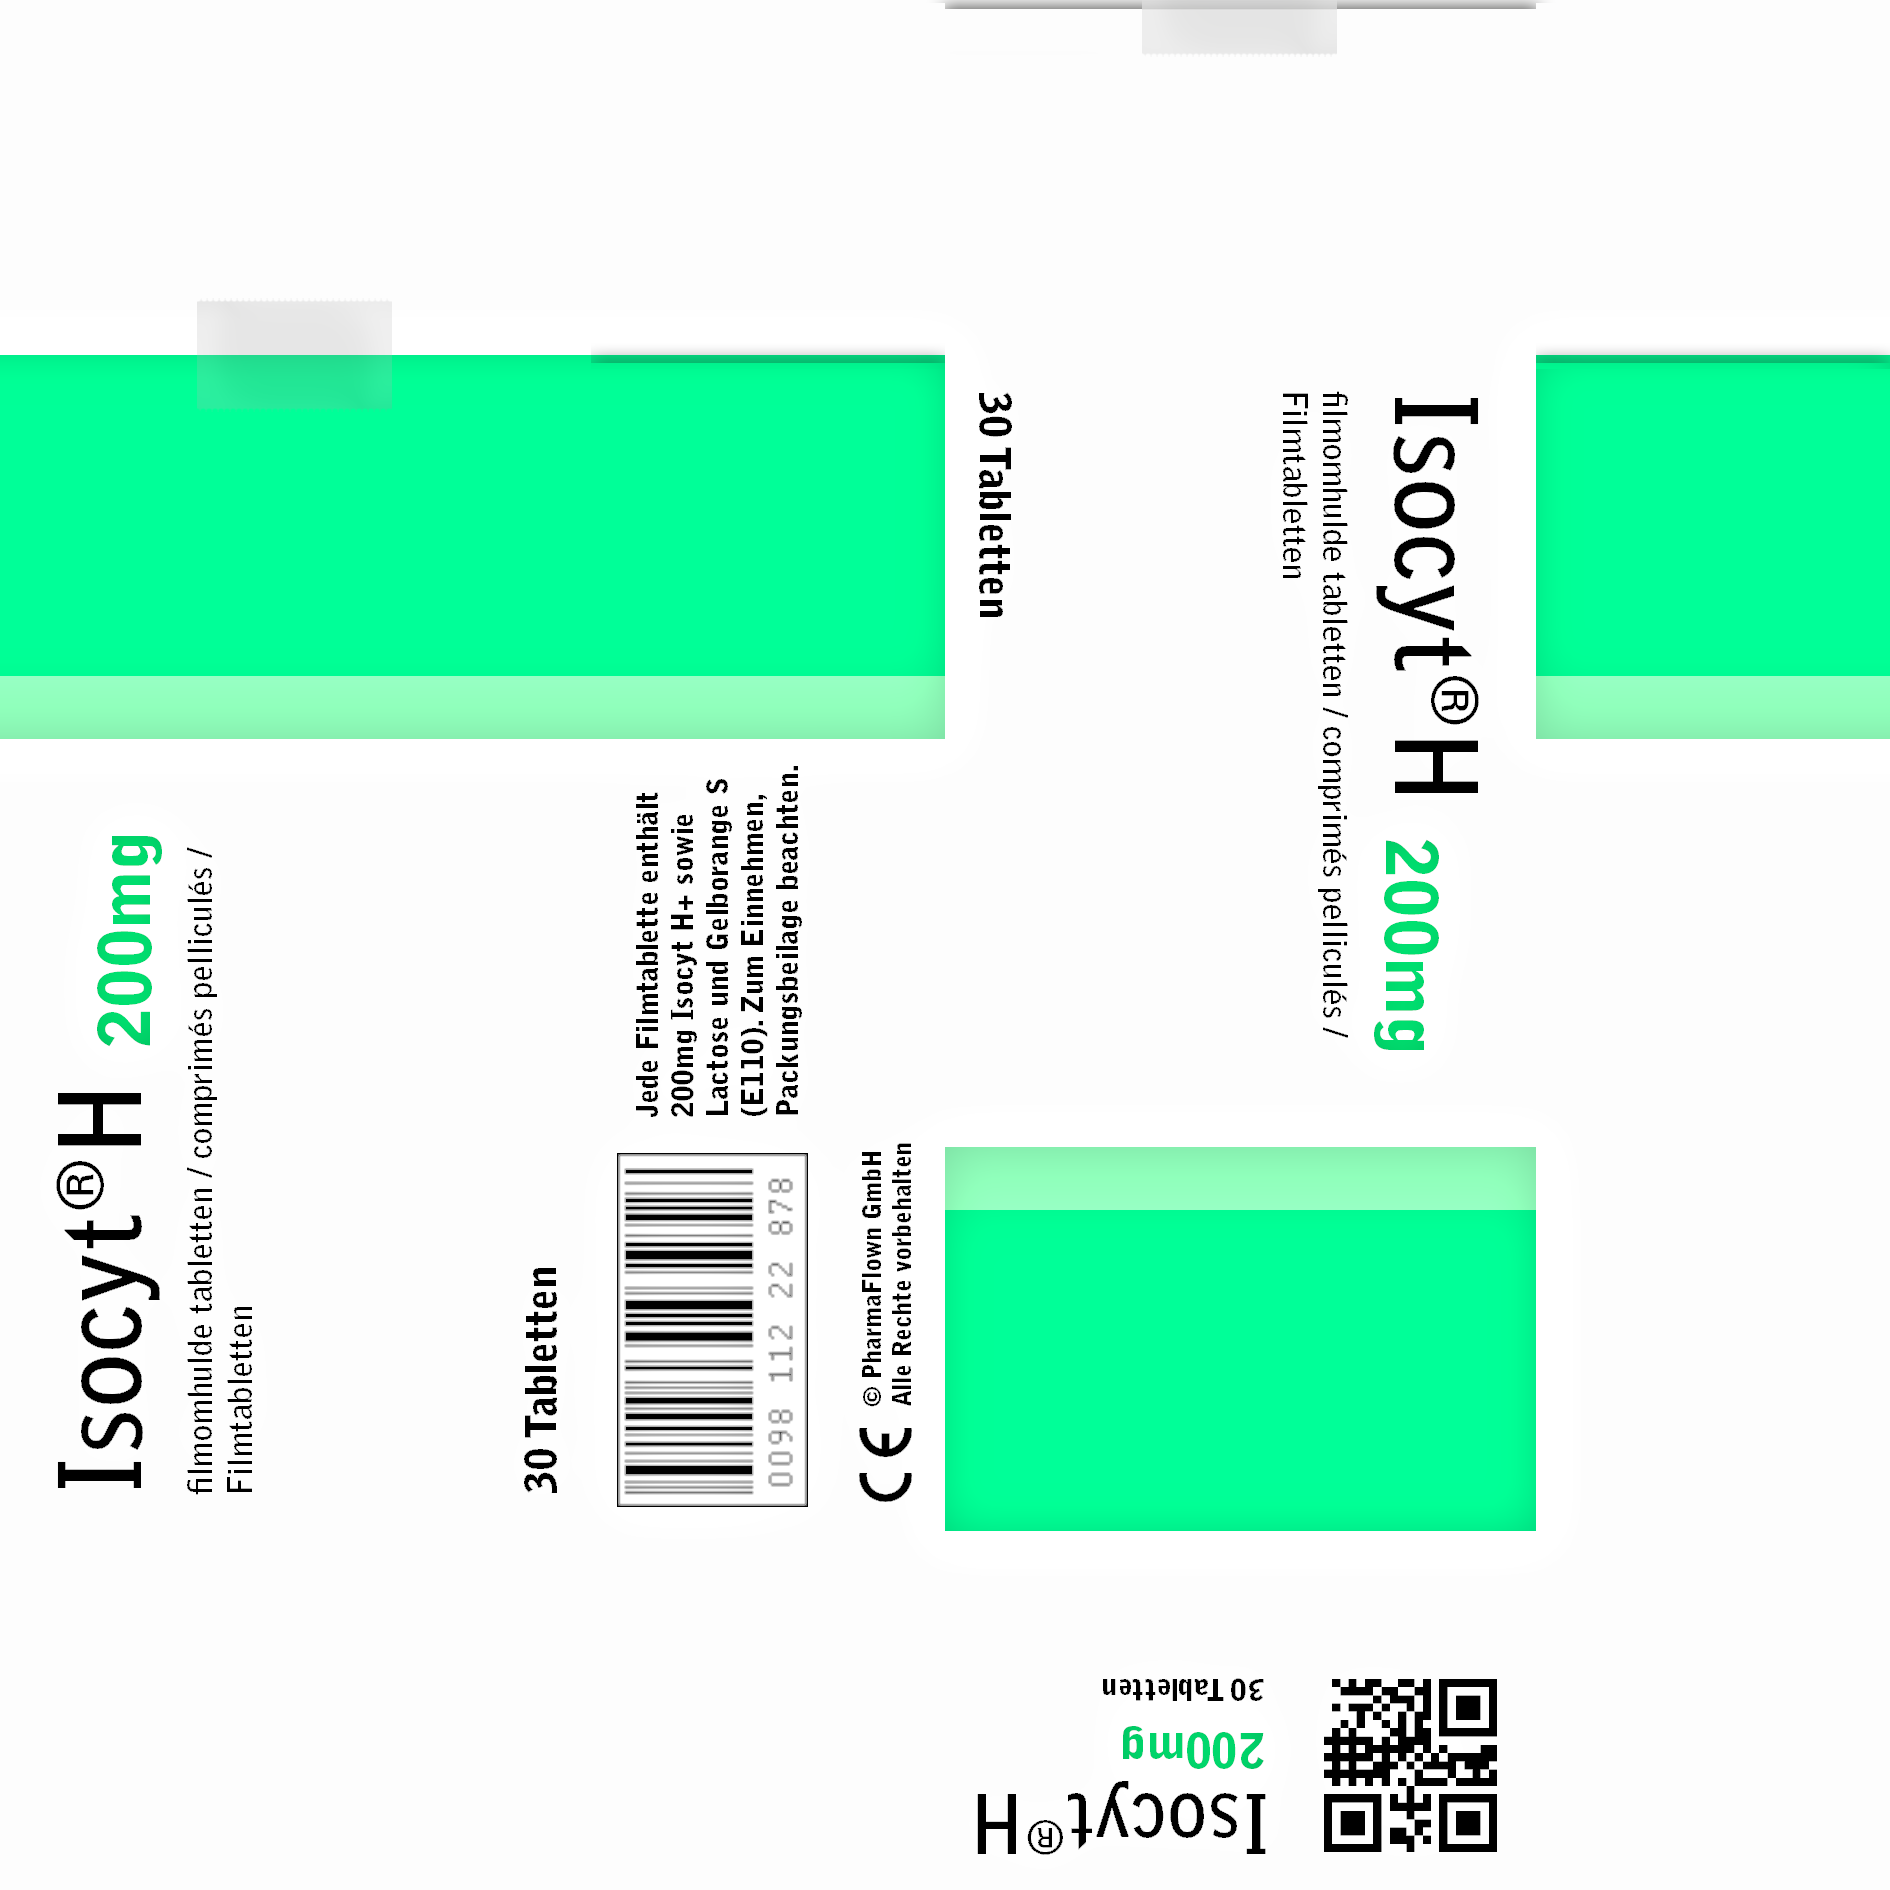 Isocyt®H 200mg
filmomhulde tabletten / comprimés pelliculés /
Filmtabletten
30 Tabletten
Jede Filmtablette enthält
200mg Isocyt H+ sowie
Lactose und Gelborange S
(E110). Zum Einnehmen,
Packungsbeilage beachten.
0098 112 22 878
CE
© PharmaFlown GmbH
Alle Rechte vorbehalten
Isocyt®H 200mg
filmomhulde tabletten / comprimés pelliculés /
Filmtabletten
30 Tabletten
Isocyt®H
200mg
30 Tabletten